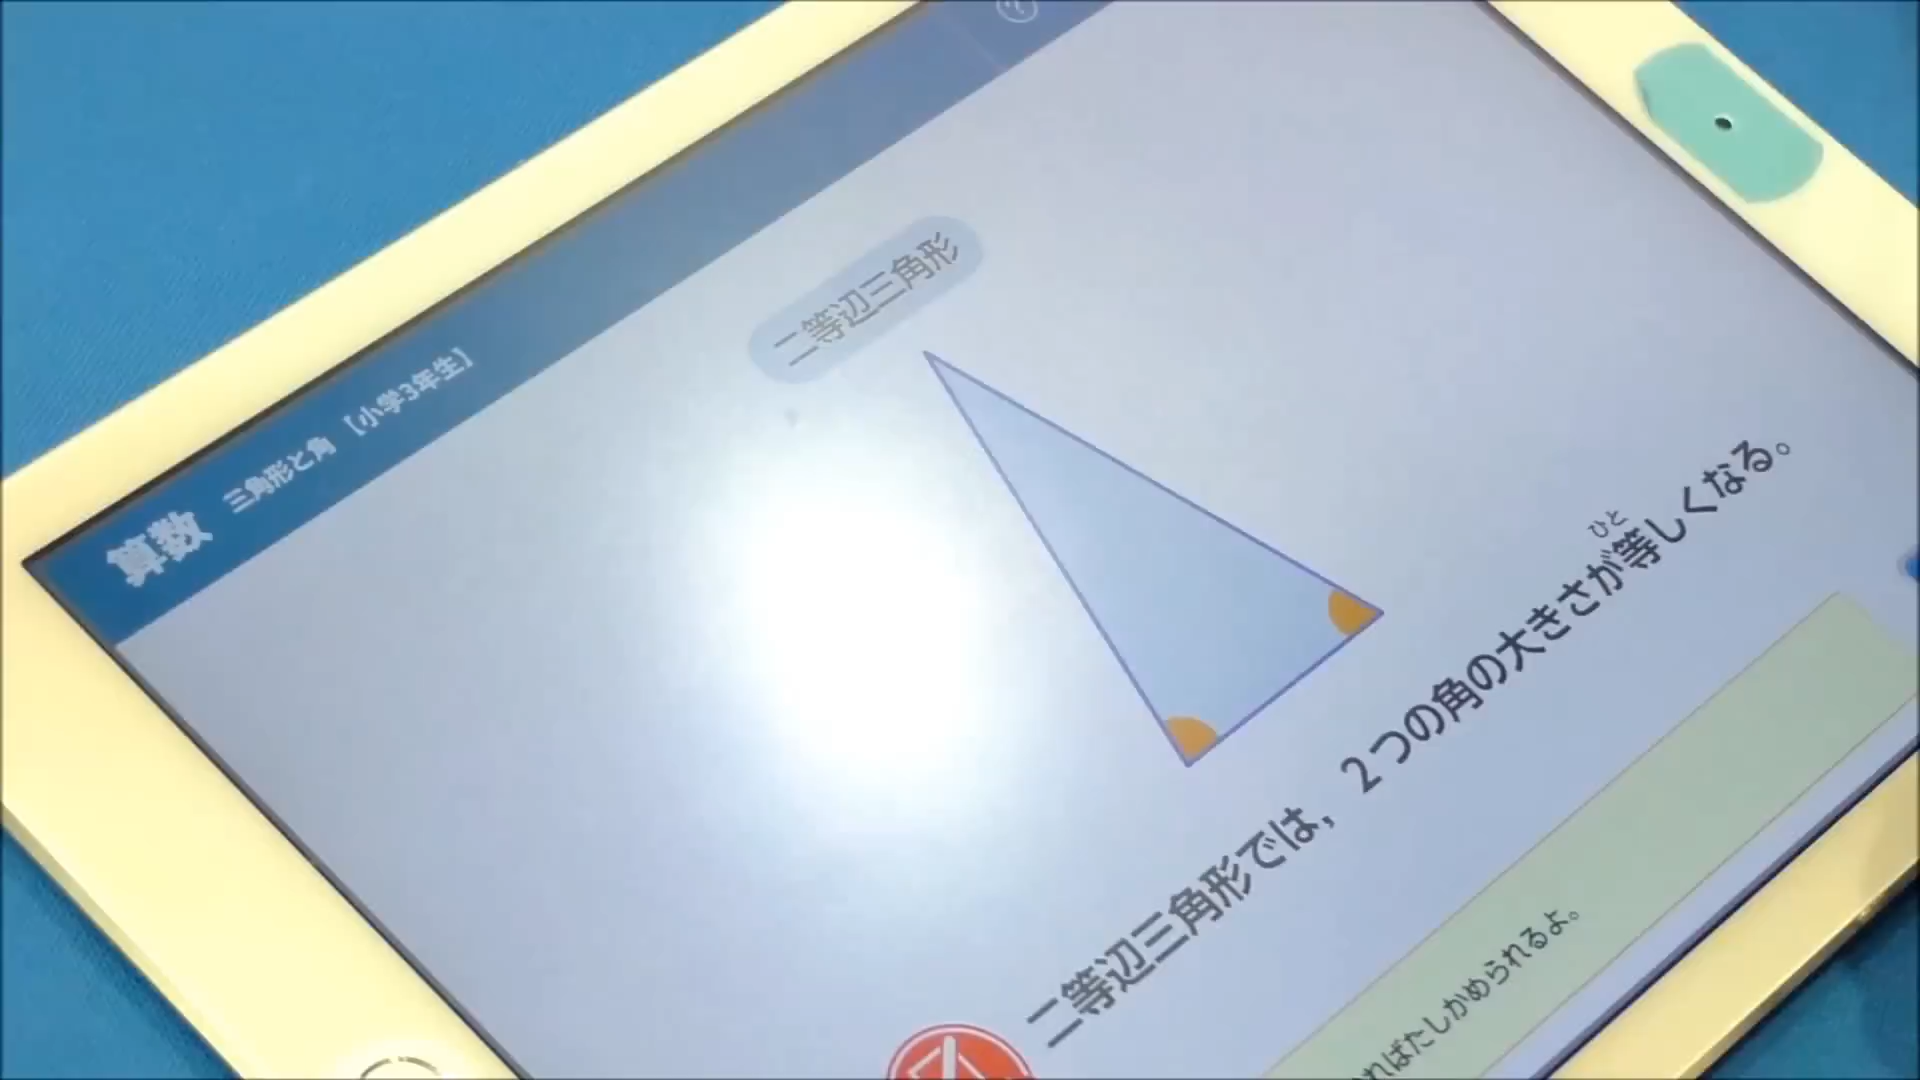 算数 三角形と角 【小学3年生】
二等辺三角形
二等辺三角形では，2つの角の大きさが等しくなる。
ひと
ればたしかめられるよ。